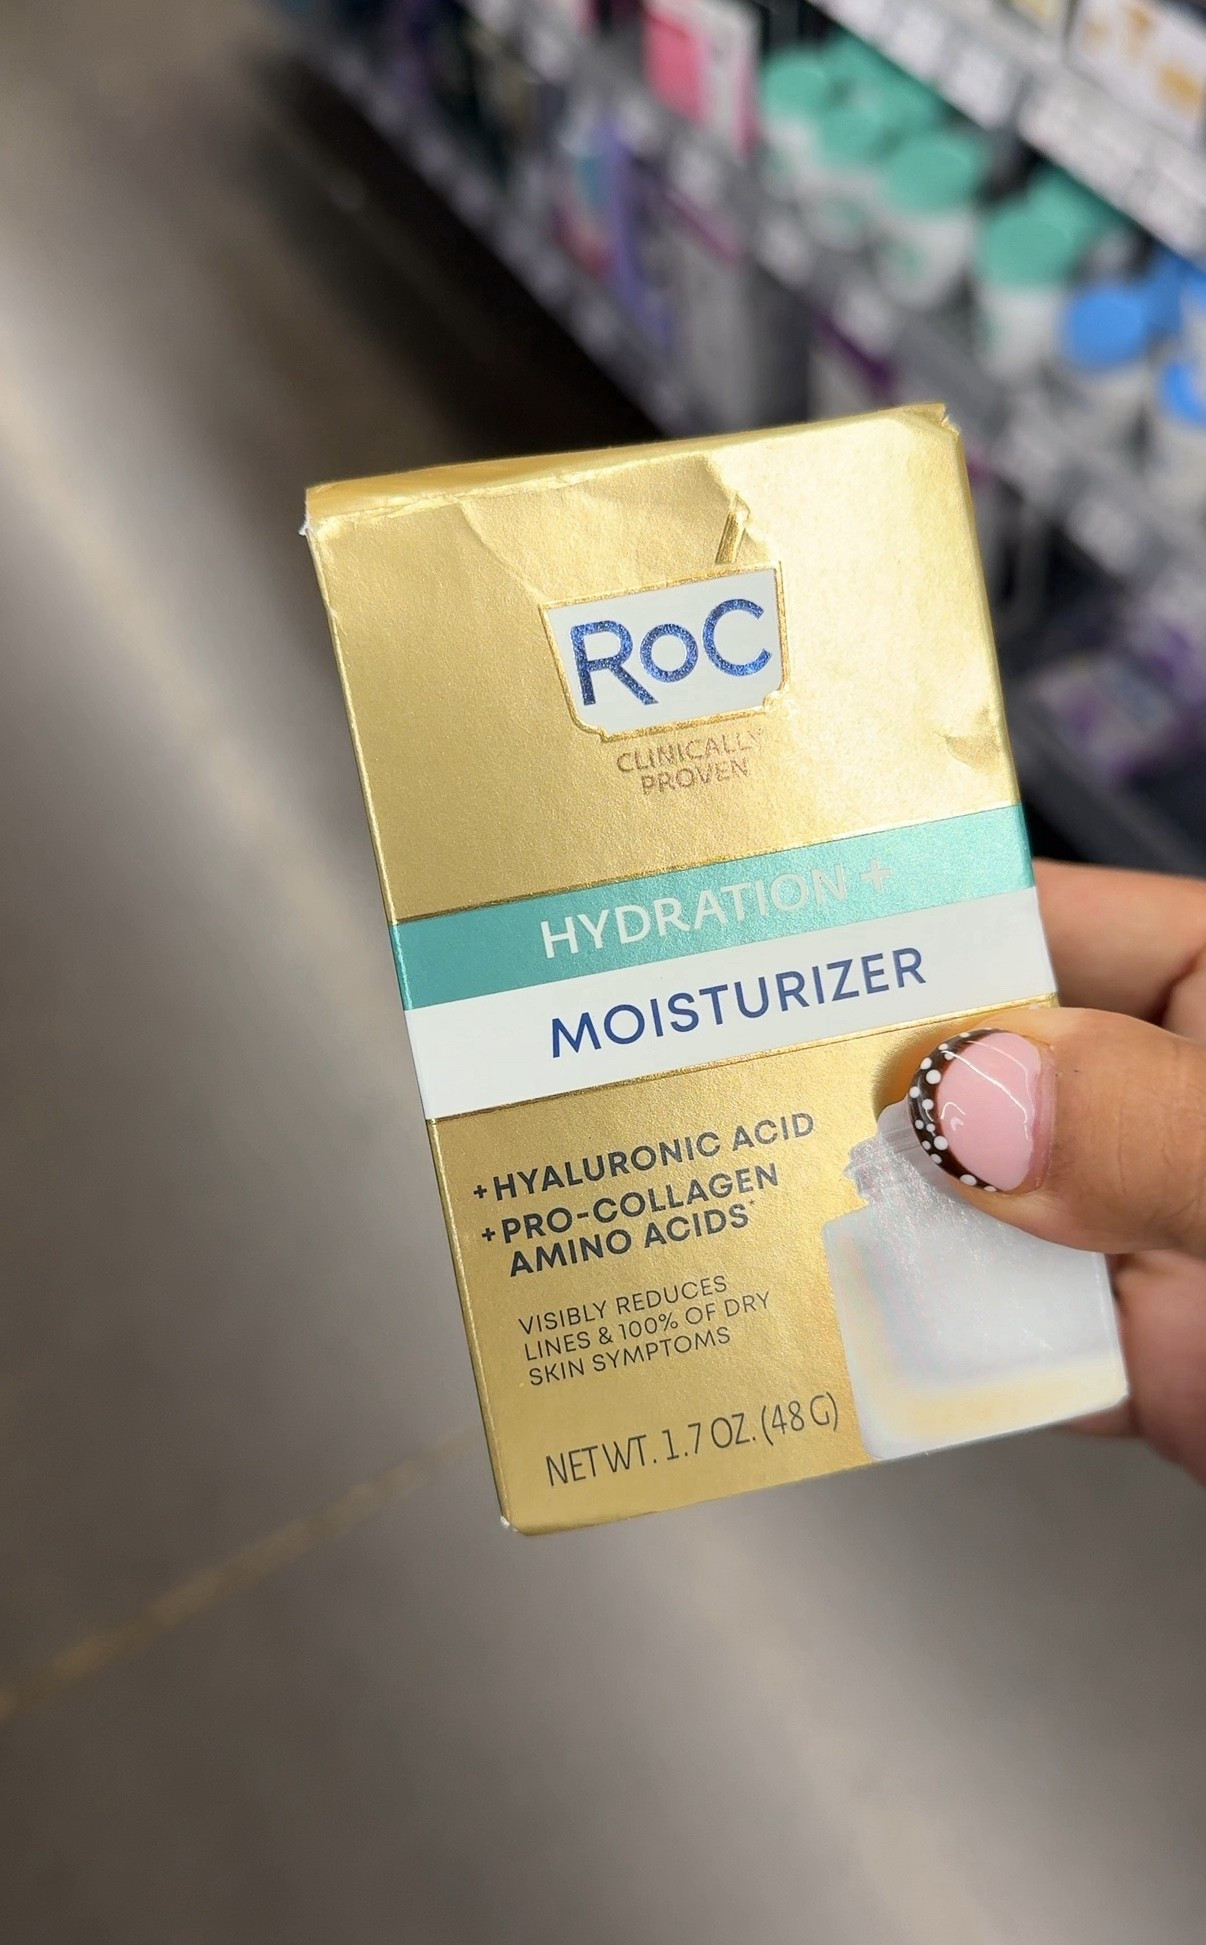 RoC
CLINICALLY
PROVEN
HYDRATION +
MOISTURIZER
+HYALURONIC ACID
+PRO-COLLAGEN
AMINO ACIDS*
VISIBLY REDUCES
LINES & 100% OF DRY
SKIN SYMPTOMS
NET WT. 1.7 OZ. (48 G)